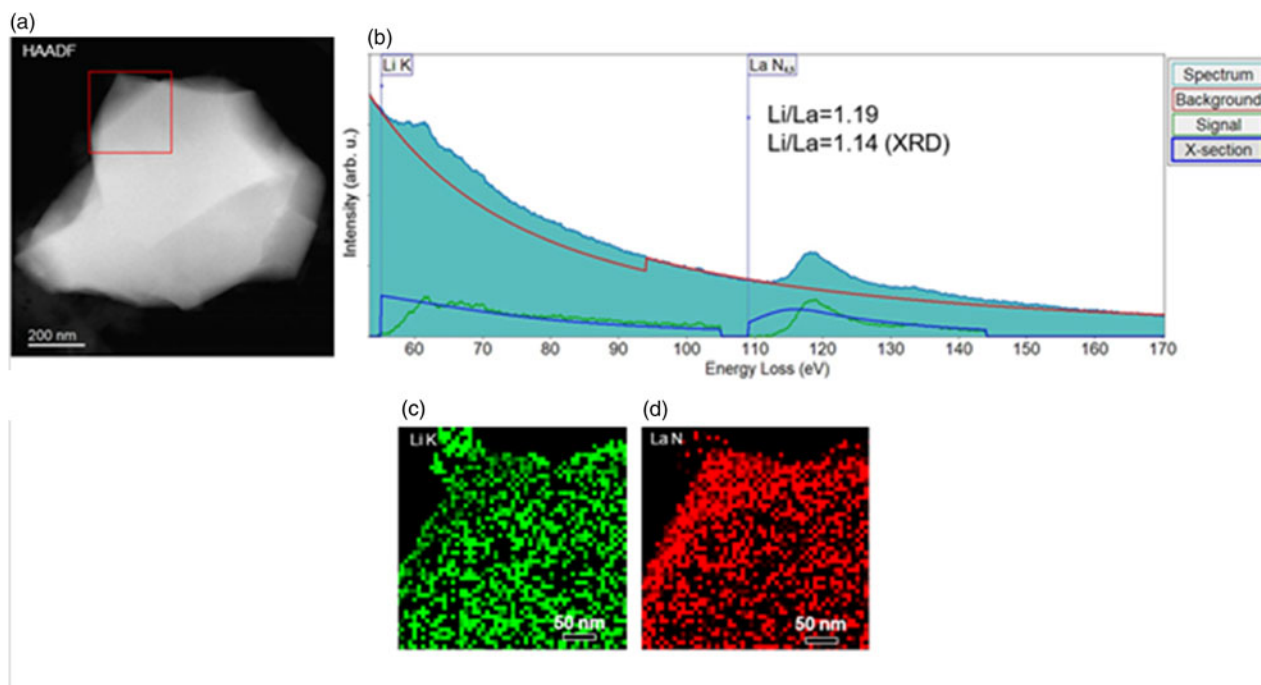 (a)
HAADF
200 nm
(b)
Li K
La N₄,₅
Li/La=1.19
Li/La=1.14 (XRD)
Spectrum
Background
Signal
X-section
Intensity (arb. u.)
60 70 80 90 100 110 120 130 140 150 160 170
Energy Loss (eV)
(c)
Li K
50 nm
(d)
La N
50 nm